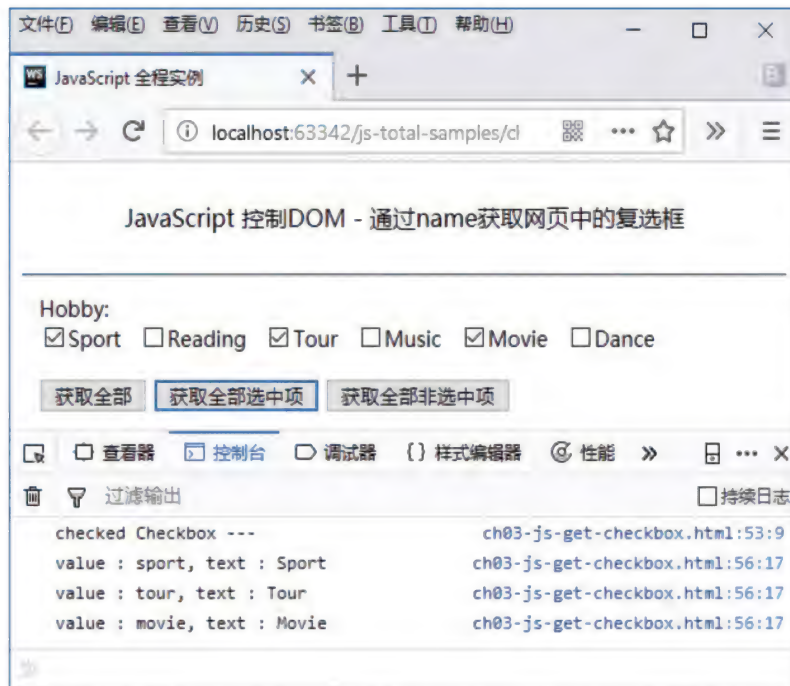 文件(F) 编辑(E) 查看(V) 历史(S) 书签(B) 工具(T) 帮助(H)
WS JavaScript 全程实例
localhost:63342/js-total-samples/cl
JavaScript 控制DOM - 通过name获取网页中的复选框
Hobby:
Sport Reading Tour Music Movie Dance
获取全部 获取全部选中项 获取全部非选中项
查看器 控制台 调试器 {} 样式编辑器 性能
过滤输出 持续日志
checked Checkbox --- ch03-js-get-checkbox.html:53:9
value : sport, text : Sport ch03-js-get-checkbox.html:56:17
value : tour, text : Tour ch03-js-get-checkbox.html:56:17
value : movie, text : Movie ch03-js-get-checkbox.html:56:17